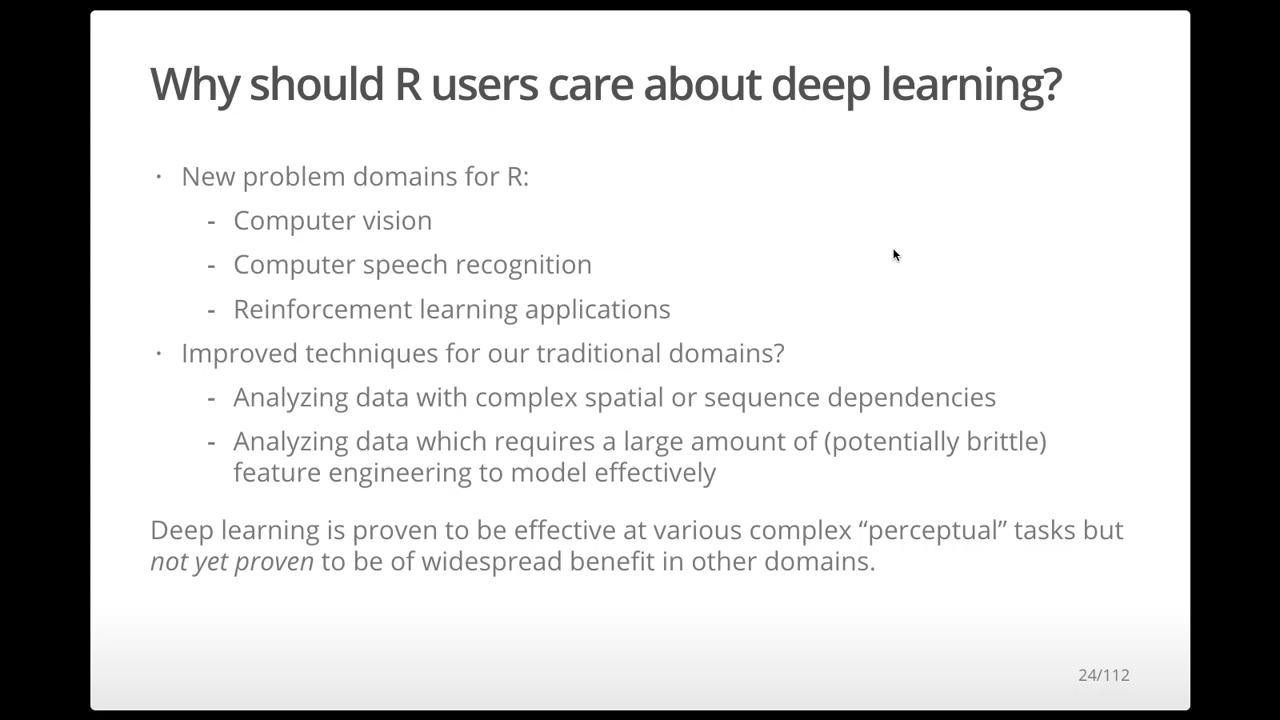 Why should R users care about deep learning?
· New problem domains for R:
- Computer vision
- Computer speech recognition
- Reinforcement learning applications
· Improved techniques for our traditional domains?
- Analyzing data with complex spatial or sequence dependencies
- Analyzing data which requires a large amount of (potentially brittle)
feature engineering to model effectively
Deep learning is proven to be effective at various complex “perceptual” tasks but
not yet proven to be of widespread benefit in other domains.
24/112